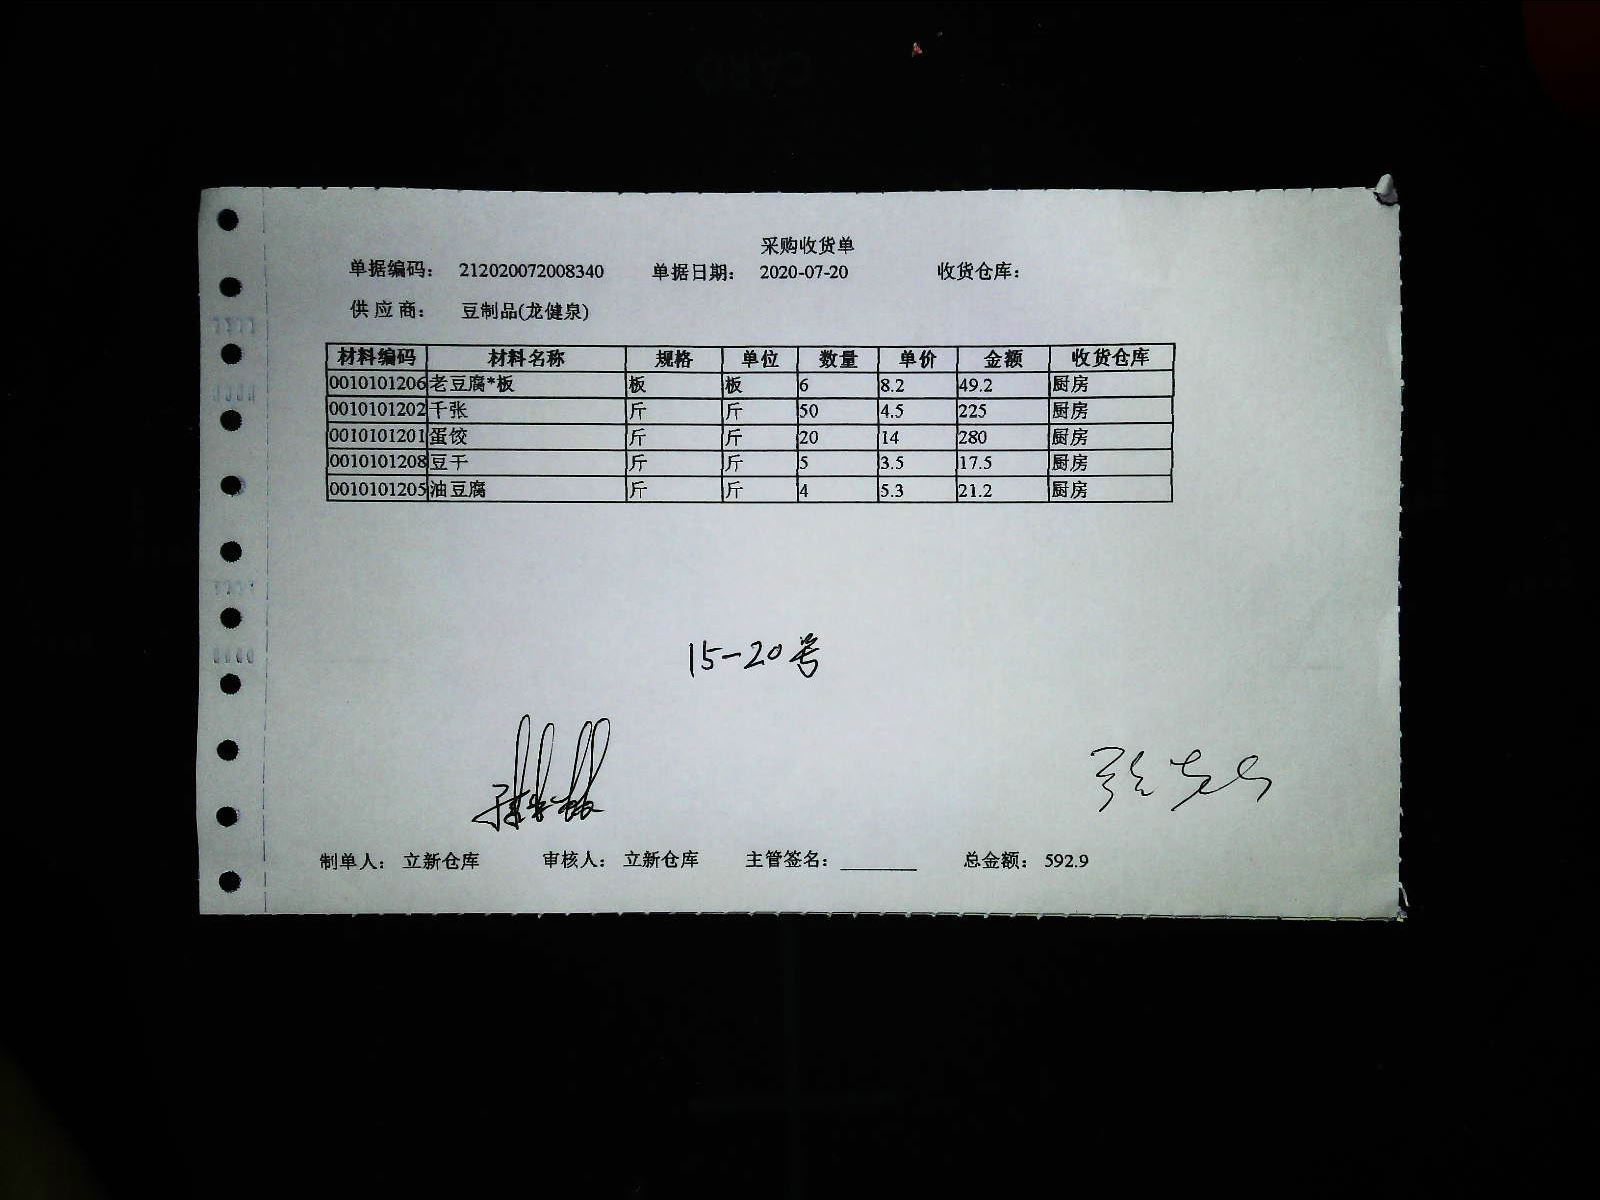 采购收货单
单据编码： 212020072008340 单据日期： 2020-07-20 收货仓库：
供应商： 豆制品(龙健泉)
材料编码 材料名称 规格 单位 数量 单价 金额 收货仓库
0010101206 老豆腐*板 板 板 6 8.2 49.2 厨房
0010101202 千张 斤 斤 50 4.5 225 厨房
0010101201 蛋饺 斤 斤 20 14 280 厨房
0010101208 豆干 斤 斤 5 3.5 17.5 厨房
0010101205 油豆腐 斤 斤 4 5.3 21.2 厨房
15-20号
制单人： 立新仓库 审核人： 立新仓库 主管签名： 总金额： 592.9